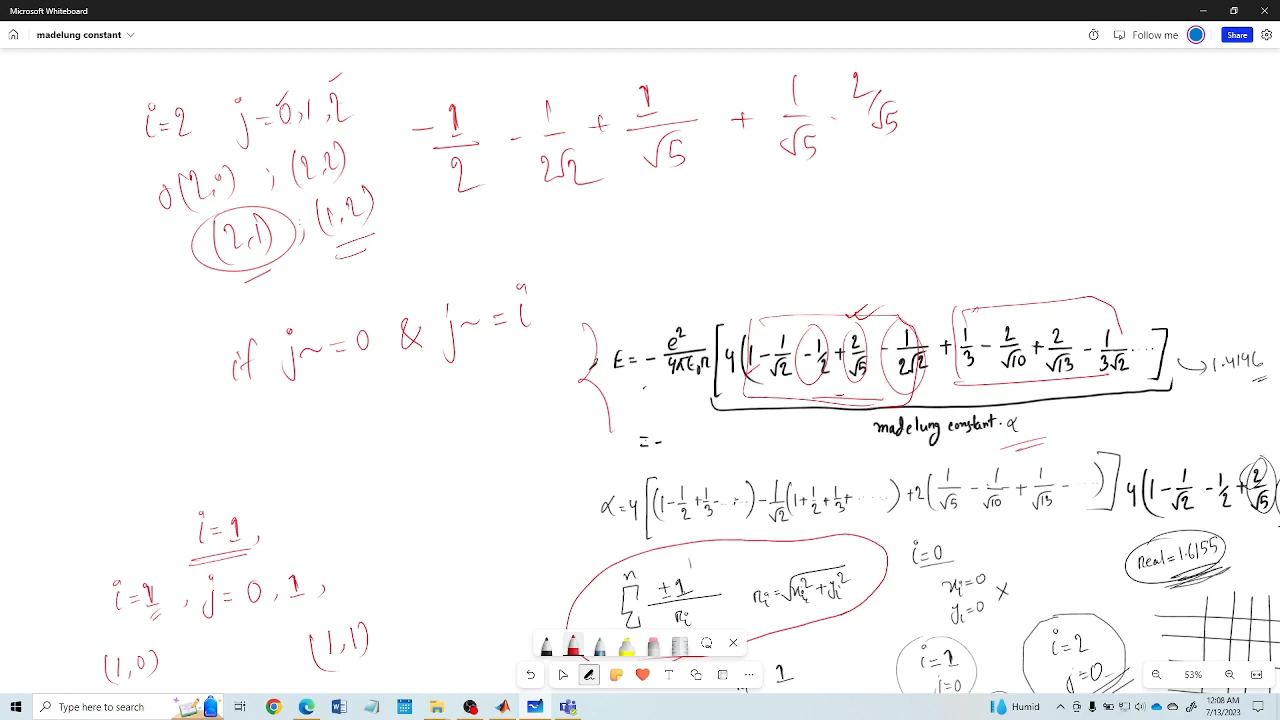 Microsoft Whiteboard
madelung constant
Follow me
Share
i=2 j=0,1,2
(2,0) ; (2,2)
(2,1) ; (1,2)
- 1/2 - 1/2√2 + 1/√5 + 1/√5 . 2/√5
if j~=0 & j~=i
E = - e²/4πε₀r [4(1 - 1/√2 - 1/2 + 2/√5 - 1/2√2 + 1/3 - 2/√10 + 2/√13 - 1/3√2 ...]
1.4146
madelung constant. α
= -
α = 4[(1 - 1/2 + 1/3 - ...) - 1/√2(1 + 1/2 + 1/3 + ......) + 2(1/√5 - 1/√10 + 1/√13 - ...)] 4(1 - 1/√2 - 1/2 + 2/√5
i=1,
i=1, j=0, 1,
(1,0) (1,1)
n
Σ ±1/rᵢ rᵢ=√xᵢ²+yᵢ²
i=0
xᵢ=0
yᵢ=0 ×
Real=1.6155
i=1
j=0
i=2
j=0
1
53%
Type here to search
Humid
12:08 AM
7/13/2023